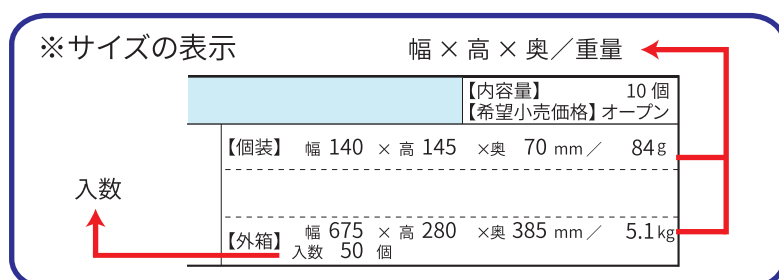 ※サイズの表示
幅×高×奥／重量
【内容量】 10個
【希望小売価格】オープン
【個装】 幅 140 ×高 145 ×奥 70 mm／ 84g
入数
【外箱】 幅 675 ×高 280 ×奥 385 mm／ 5.1kg
入数 50 個